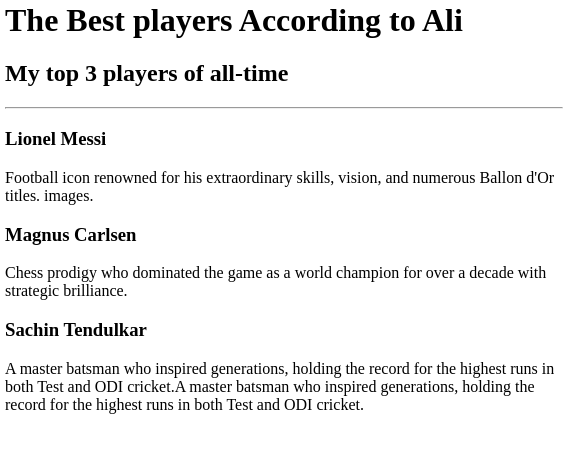 The Best players According to Ali
My top 3 players of all-time
Lionel Messi
Football icon renowned for his extraordinary skills, vision, and numerous Ballon d'Or
titles. images.
Magnus Carlsen
Chess prodigy who dominated the game as a world champion for over a decade with
strategic brilliance.
Sachin Tendulkar
A master batsman who inspired generations, holding the record for the highest runs in
both Test and ODI cricket.A master batsman who inspired generations, holding the
record for the highest runs in both Test and ODI cricket.